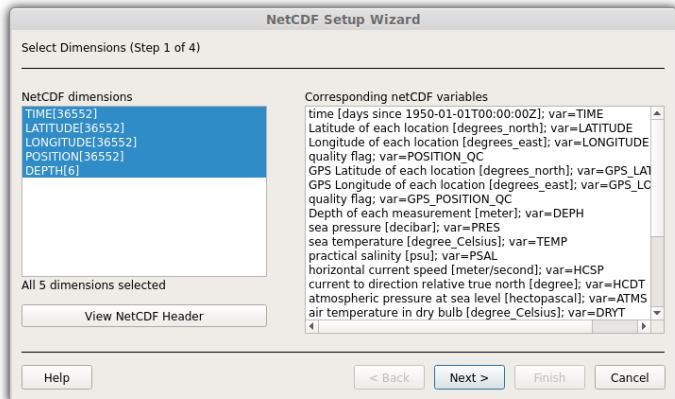 NetCDF Setup Wizard
Select Dimensions (Step 1 of 4)
NetCDF dimensions
TIME[36552]
LATITUDE[36552]
LONGITUDE[36552]
POSITION[36552]
DEPTH[6]
All 5 dimensions selected
View NetCDF Header
Corresponding netCDF variables
time [days since 1950-01-01T00:00:00Z]; var=TIME
Latitude of each location [degrees_north]; var=LATITUDE
Longitude of each location [degrees_east]; var=LONGITUDE
quality flag; var=POSITION_QC
GPS Latitude of each location [degrees_north]; var=GPS_LAT
GPS Longitude of each location [degrees_east]; var=GPS_LO
quality flag; var=GPS_POSITION_QC
Depth of each measurement [meter]; var=DEPH
sea pressure [decibar]; var=PRES
sea temperature [degree_Celsius]; var=TEMP
practical salinity [psu]; var=PSAL
horizontal current speed [meter/second]; var=HCSP
current to direction relative true north [degree]; var=HCDT
atmospheric pressure at sea level [hectopascal]; var=ATMS
air temperature in dry bulb [degree_Celsius]; var=DRYT
Help
< Back
Next >
Finish
Cancel